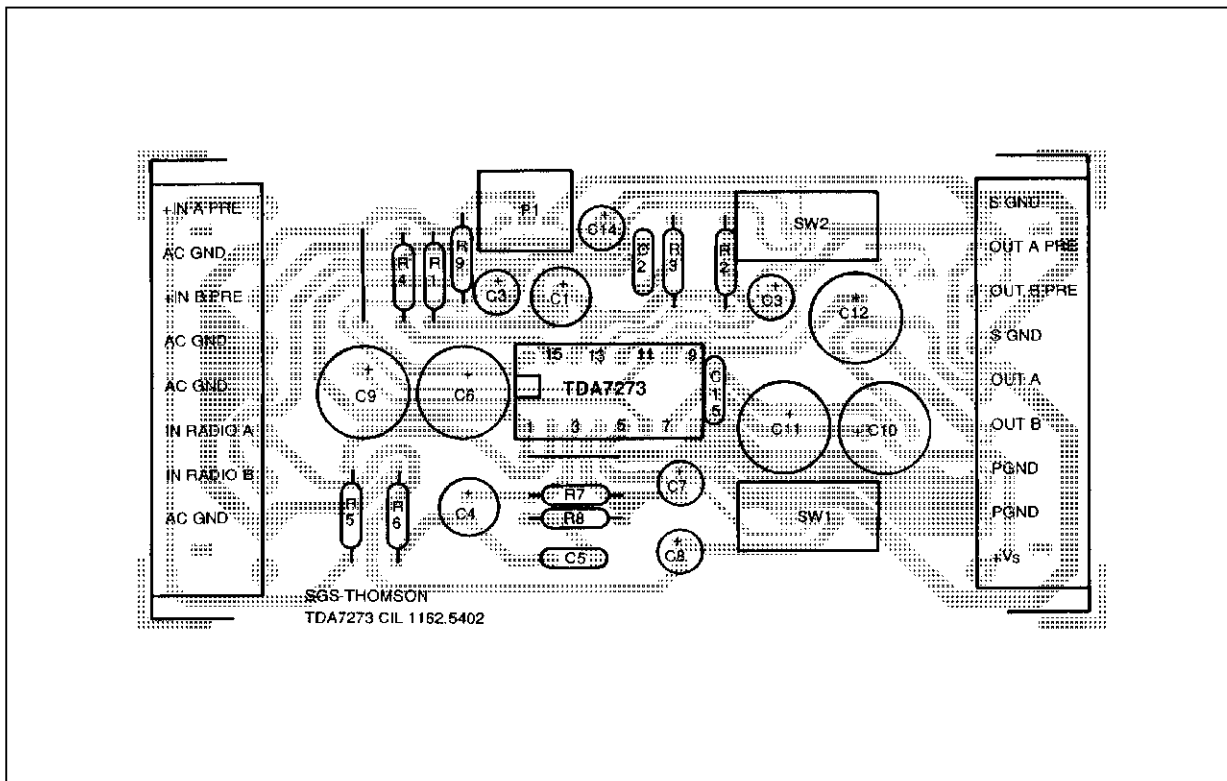 +IN A PRE
AC GND
+IN B PRE
AC GND
AC GND
IN RADIO A
IN RADIO B
AC GND
R4
R1
R9
P1
C3
+
C1
+
C14
+
C2
R3
R2
SW2
C3
+
C12
+
C9
+
C6
+
15 13 11 9
TDA7273
1 3 5 7
C15
C11
+
C10
+
R5
R6
C4
+
R7
R8
C5
C7
+
C8
+
SW1
S GND
OUT A PRE
OUT B PRE
S GND
OUT A
OUT B
PGND
PGND
+Vs
SGS-THOMSON
TDA7273 CIL 1162.5402